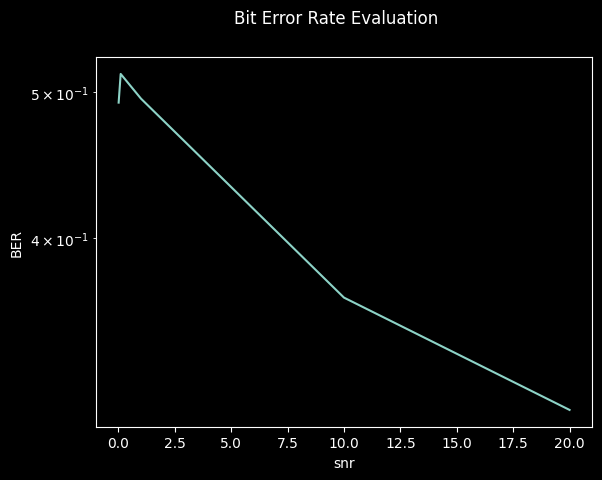 Bit Error Rate Evaluation
5 × 10⁻¹
4 × 10⁻¹
BER
0.0 2.5 5.0 7.5 10.0 12.5 15.0 17.5 20.0
snr